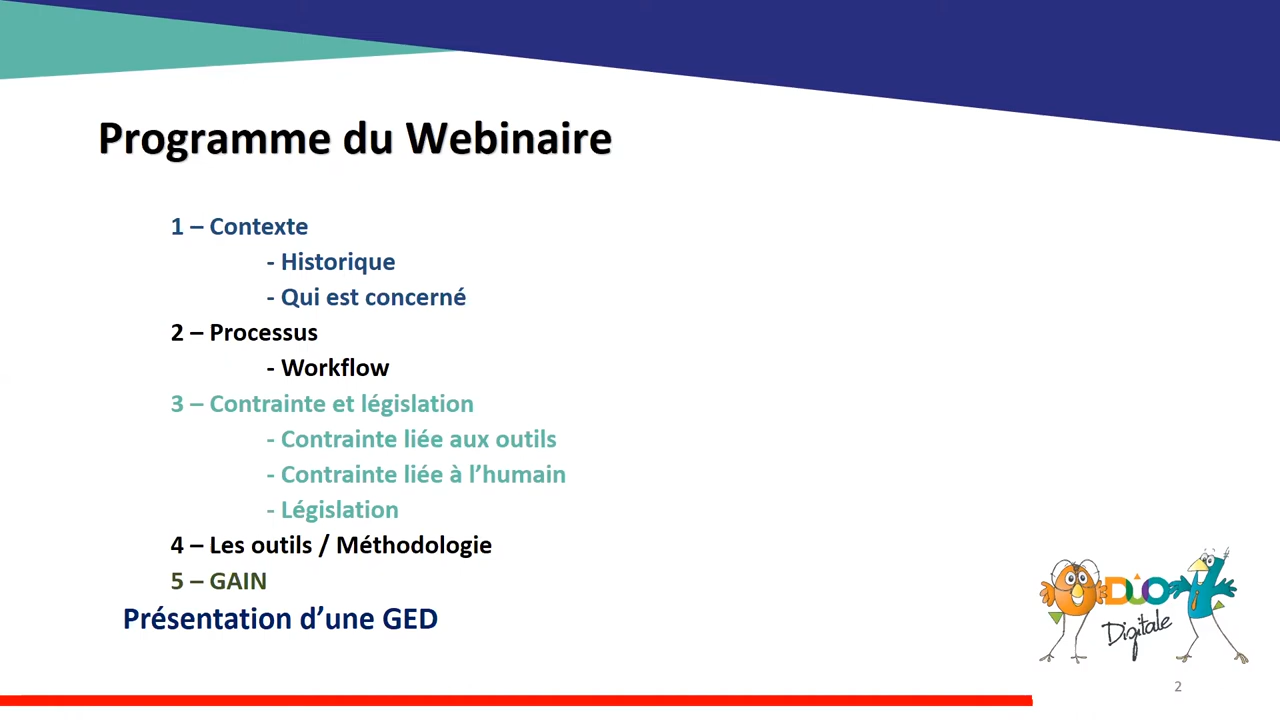 Programme du Webinaire
1 – Contexte
- Historique
- Qui est concerné
2 – Processus
- Workflow
3 – Contrainte et législation
- Contrainte liée aux outils
- Contrainte liée à l’humain
- Législation
4 – Les outils / Méthodologie
5 – GAIN
Présentation d’une GED
DUO
Digitale
2